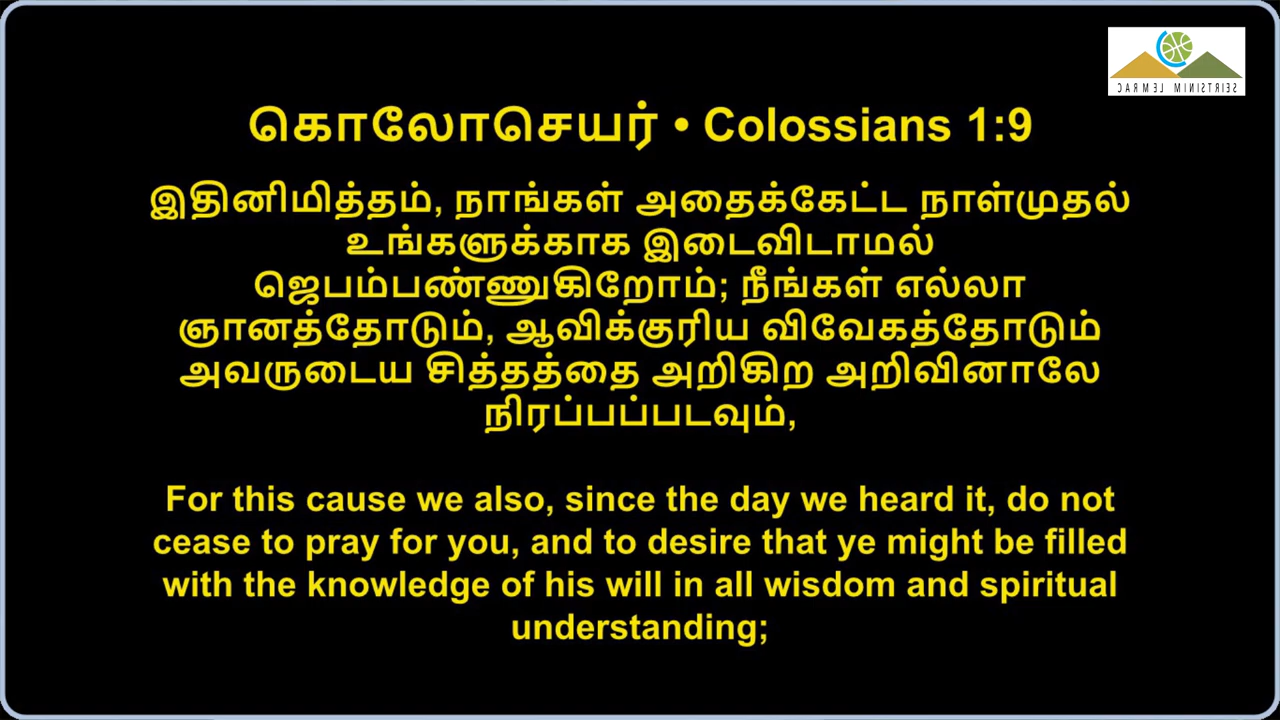 கொலோசெயர் • Colossians 1:9
இதினிமித்தம், நாங்கள் அதைக்கேட்ட நாள்முதல்
உங்களுக்காக இடைவிடாமல்
ஜெபம்பண்ணுகிறோம்; நீங்கள் எல்லா
ஞானத்தோடும், ஆவிக்குரிய விவேகத்தோடும்
அவருடைய சித்தத்தை அறிகிற அறிவினாலே
நிரப்பப்படவும்,
For this cause we also, since the day we heard it, do not
cease to pray for you, and to desire that ye might be filled
with the knowledge of his will in all wisdom and spiritual
understanding;
CARMEL MINISTRIES